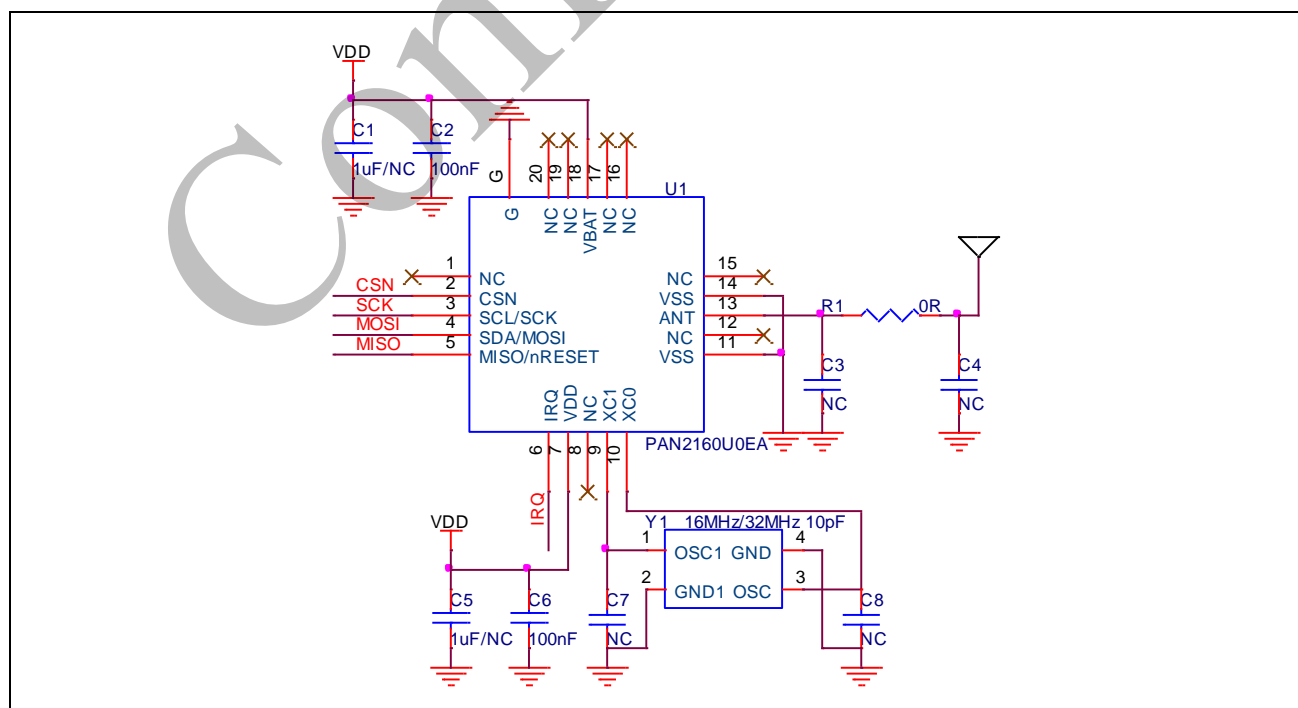 Con
VDD
C1
C2
1uF/NC
100nF
G
20
19
18
17
16
U1
G
NC
NC
VBAT
NC
NC
1
NC
15
NC
CSN
2
CSN
14
VSS
SCK
3
SCL/SCK
13
ANT
R1
0R
MOSI
4
SDA/MOSI
12
NC
MISO
5
MISO/nRESET
11
VSS
C3
NC
C4
NC
IRQ
VDD
NC
XC1
XC0
PAN2160U0EA
6
7
8
9
10
IRQ
VDD
Y1
16MHz/32MHz 10pF
1
OSC1 GND
4
2
GND1 OSC
3
C5
1uF/NC
C6
100nF
C7
NC
C8
NC